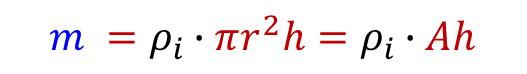 m = ρᵢ · πr²h = ρᵢ · Ah